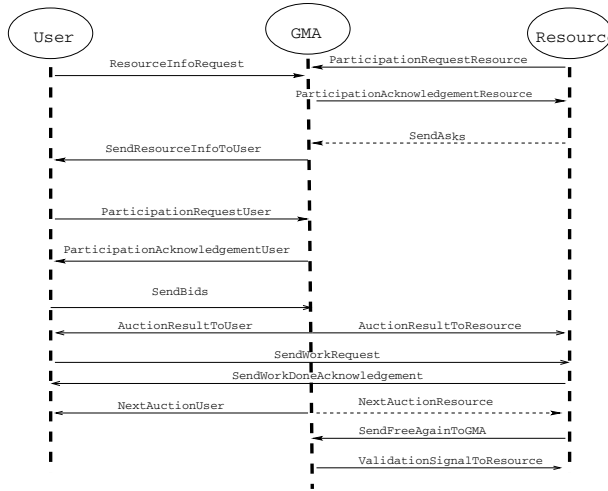 User
GMA
Resource
ResourceInfoRequest
ParticipationRequestResource
ParticipationAcknowledgementResource
SendAsks
SendResourceInfoToUser
ParticipationRequestUser
ParticipationAcknowledgementUser
SendBids
AuctionResultToUser
AuctionResultToResource
SendWorkRequest
SendWorkDoneAcknowledgement
NextAuctionUser
NextAuctionResource
SendFreeAgainToGMA
ValidationSignalToResource